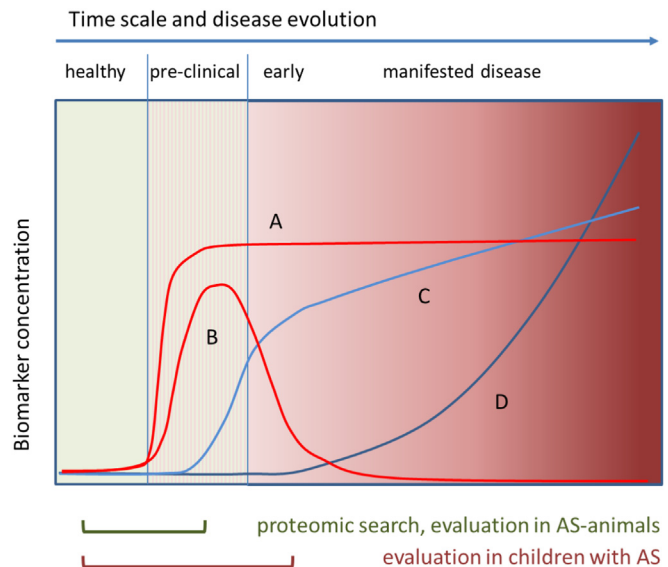 Time scale and disease evolution
healthy pre-clinical early manifested disease
A
B
C
D
Biomarker concentration
proteomic search, evaluation in AS-animals
evaluation in children with AS